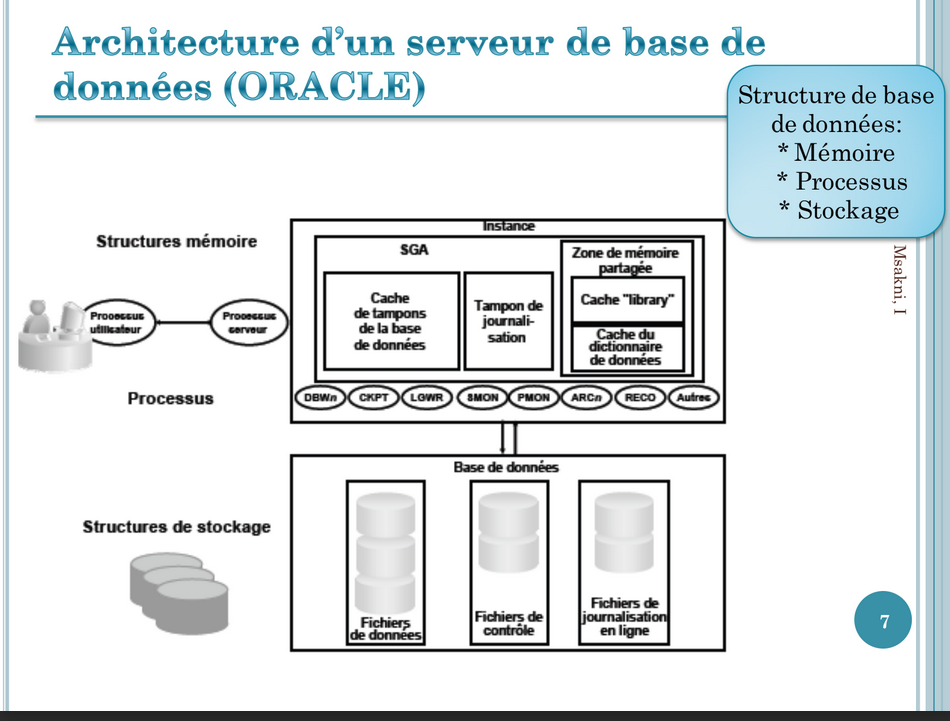 Architecture d’un serveur de base de
données (ORACLE)
Structure de base
de données:
* Mémoire
* Processus
* Stockage
Msakni, I
Structures mémoire
Instance
SGA
Zone de mémoire
partagée
Cache
de tampons
de la base
de données
Tampon de
journali-
sation
Cache "library"
Cache du
dictionnaire
de données
Processus
utilisateur
Processus
serveur
Processus
DBWn
CKPT
LGWR
SMON
PMON
ARCn
RECO
Autres
Base de données
Structures de stockage
Fichiers
de données
Fichiers de
contrôle
Fichiers de
journalisation
en ligne
7